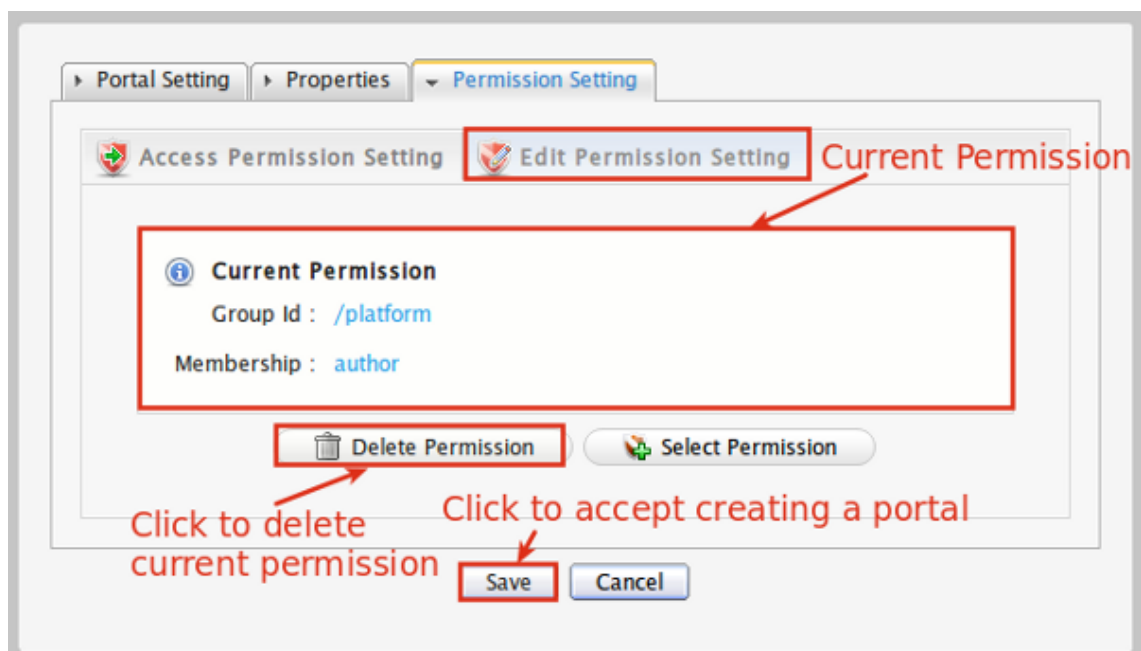 Portal Setting Properties Permission Setting
Access Permission Setting Edit Permission Setting Current Permission
Current Permission
Group Id : /platform
Membership : author
Delete Permission Select Permission
Click to delete
current permission
Click to accept creating a portal
Save Cancel